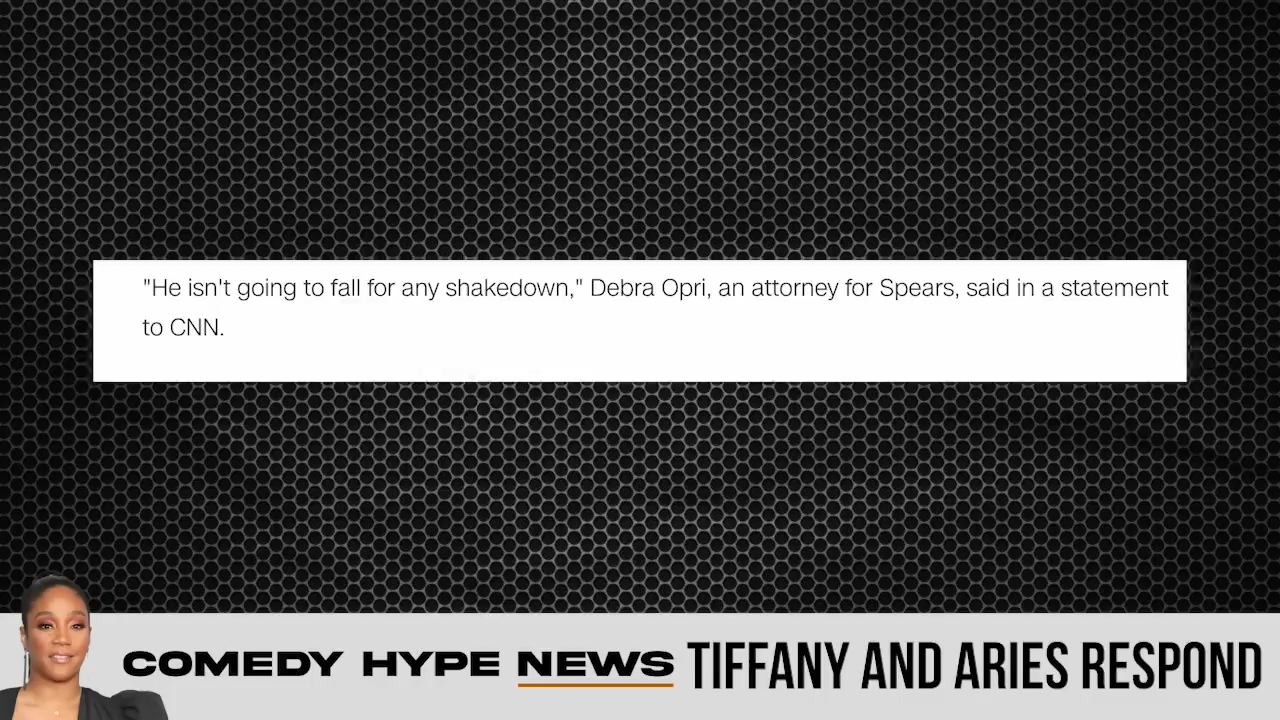 "He isn't going to fall for any shakedown," Debra Opri, an attorney for Spears, said in a statement
to CNN.
COMEDY HYPE NEWS TIFFANY AND ARIES RESPOND